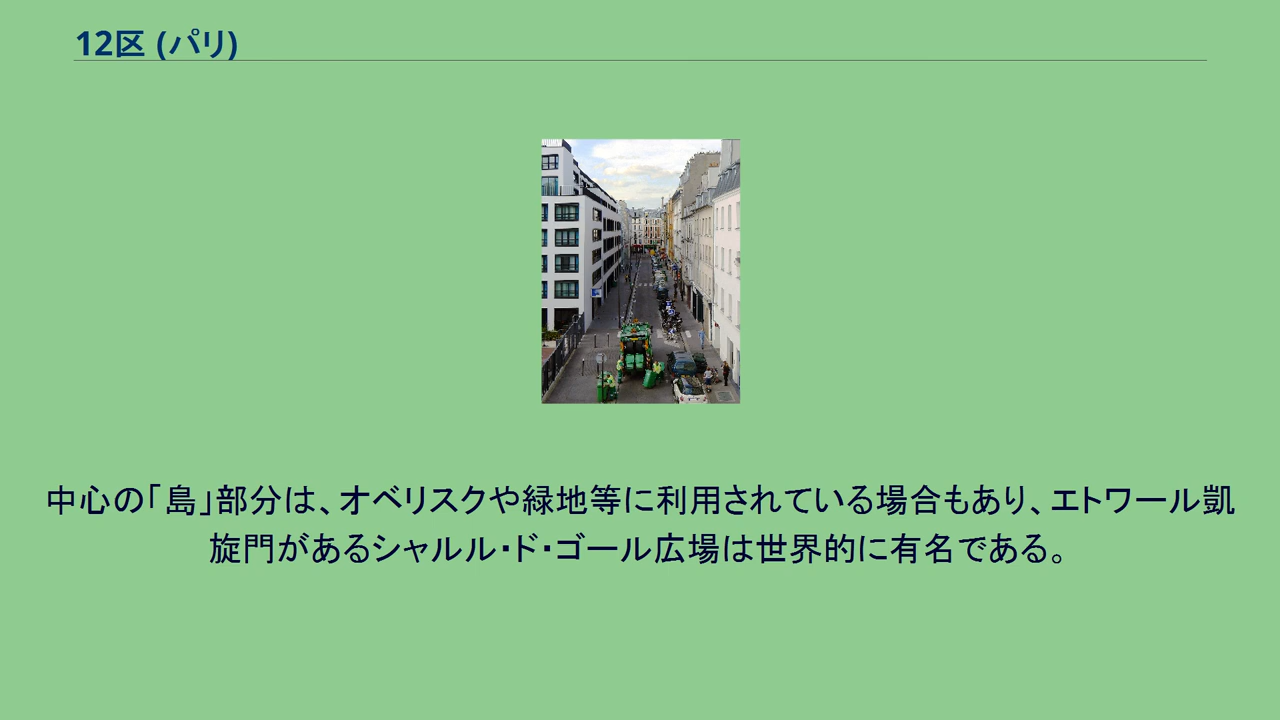 12区 (パリ)
中心の「島」部分は、オベリスクや緑地等に利用されている場合もあり、エトワール凱
旋門があるシャルル・ド・ゴール広場は世界的に有名である。